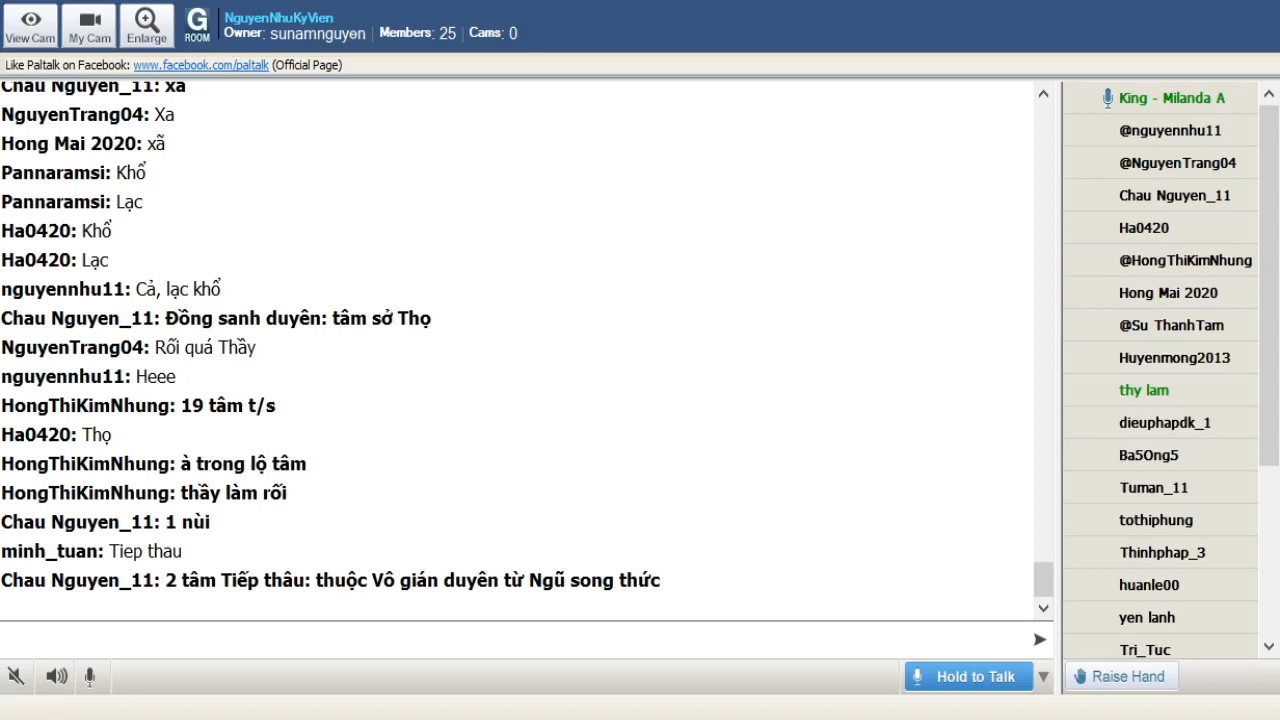 View Cam
My Cam
Enlarge
G
ROOM
NguyenNhuKyVien
Owner: sunamnguyen | Members: 25 | Cams: 0
Like Paltalk on Facebook: www.facebook.com/paltalk (Official Page)
Chau Nguyen_11: xa
NguyenTrang04: Xa
Hong Mai 2020: xã
Pannaramsi: Khổ
Pannaramsi: Lạc
Ha0420: Khổ
Ha0420: Lạc
nguyennhu11: Cả, lạc khổ
Chau Nguyen_11: Đồng sanh duyên: tâm sở Thọ
NguyenTrang04: Rối quá Thầy
nguyennhu11: Heee
HongThiKimNhung: 19 tâm t/s
Ha0420: Thọ
HongThiKimNhung: à trong lộ tâm
HongThiKimNhung: thầy làm rối
Chau Nguyen_11: 1 nùi
minh_tuan: Tiep thau
Chau Nguyen_11: 2 tâm Tiếp thâu: thuộc Vô gián duyên từ Ngũ song thức
King - Milanda A
@nguyennhu11
@NguyenTrang04
Chau Nguyen_11
Ha0420
@HongThiKimNhung
Hong Mai 2020
@Su ThanhTam
Huyenmong2013
thy lam
dieuphapdk_1
Ba5Ong5
Tuman_11
tothiphung
Thinhphap_3
huanle00
yen lanh
Tri_Tuc
Hold to Talk
Raise Hand